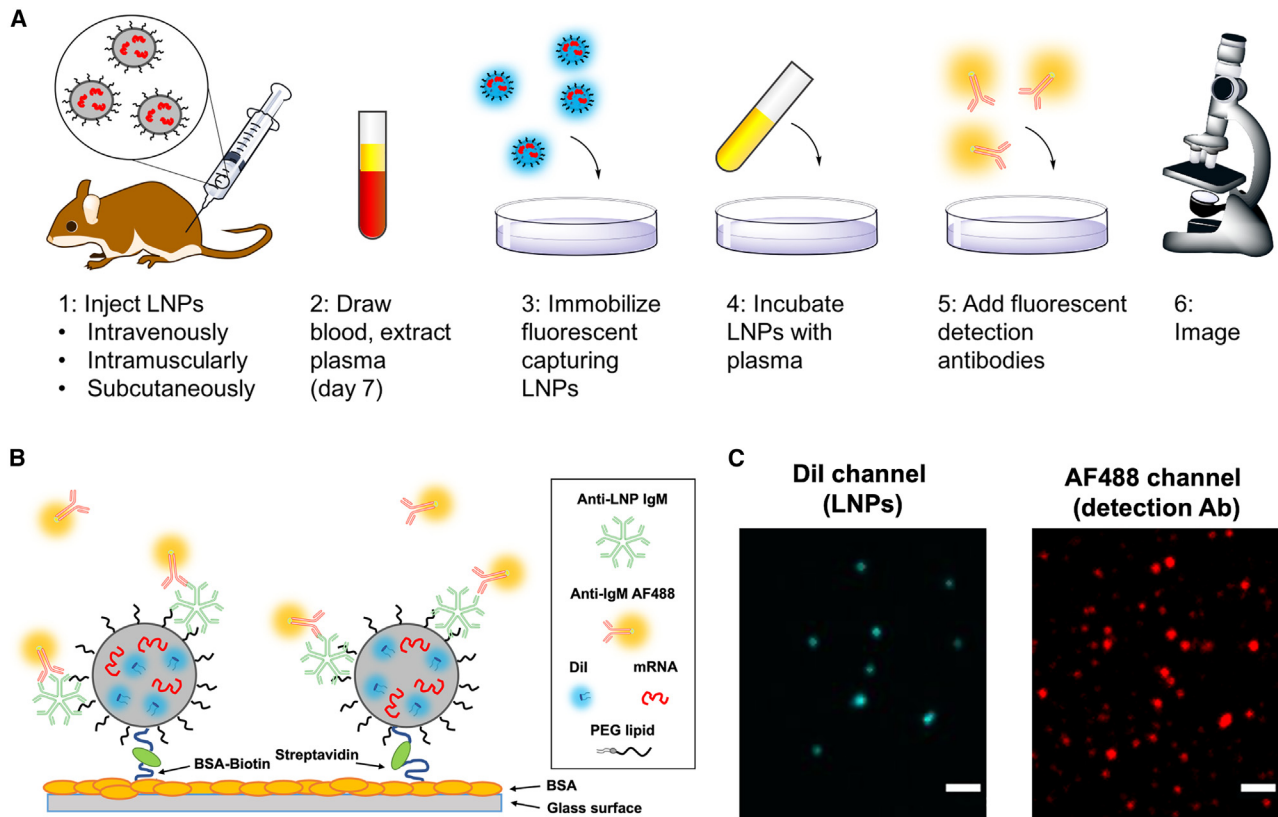 A
1: Inject LNPs
• Intravenously
• Intramuscularly
• Subcutaneously
2: Draw
blood, extract
plasma
(day 7)
3: Immobilize
fluorescent
capturing
LNPs
4: Incubate
LNPs with
plasma
5: Add fluorescent
detection
antibodies
6:
Image
B
Anti-LNP IgM
Anti-IgM AF488
DiI mRNA
PEG lipid
BSA-Biotin
Streptavidin
BSA
Glass surface
C
DiI channel
(LNPs)
AF488 channel
(detection Ab)